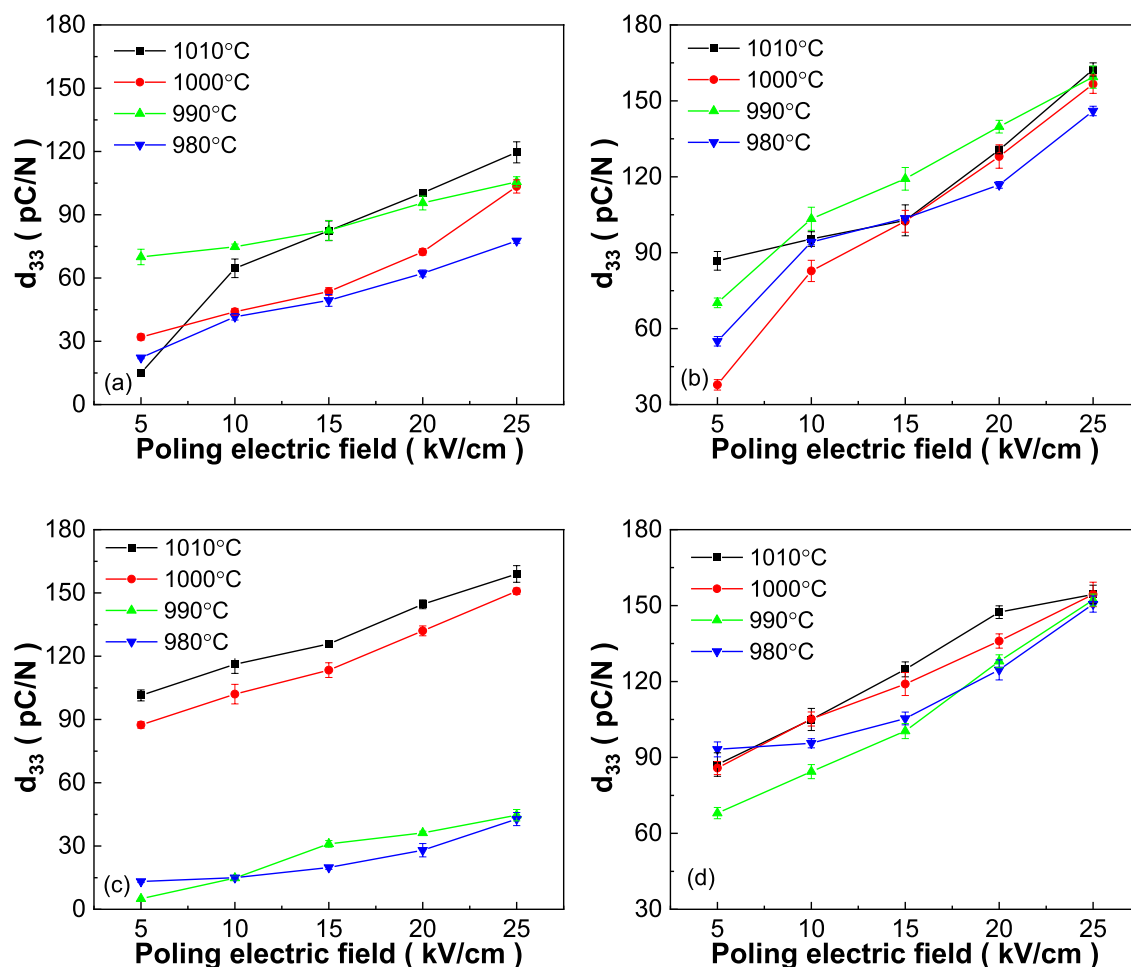 180
150
120
90
60
30
0
d33 ( pC/N )
1010°C
1000°C
990°C
980°C
(a)
5 10 15 20 25
Poling electric field ( kV/cm )
180
150
120
90
60
30
d33 ( pC/N )
1010°C
1000°C
990°C
980°C
(b)
5 10 15 20 25
Poling electric field ( kV/cm )
180
150
120
90
60
30
0
d33 ( pC/N )
1010°C
1000°C
990°C
980°C
(c)
5 10 15 20 25
Poling electric field ( kV/cm )
180
150
120
90
60
30
d33 ( pC/N )
1010°C
1000°C
990°C
980°C
(d)
5 10 15 20 25
Poling electric field ( kV/cm )